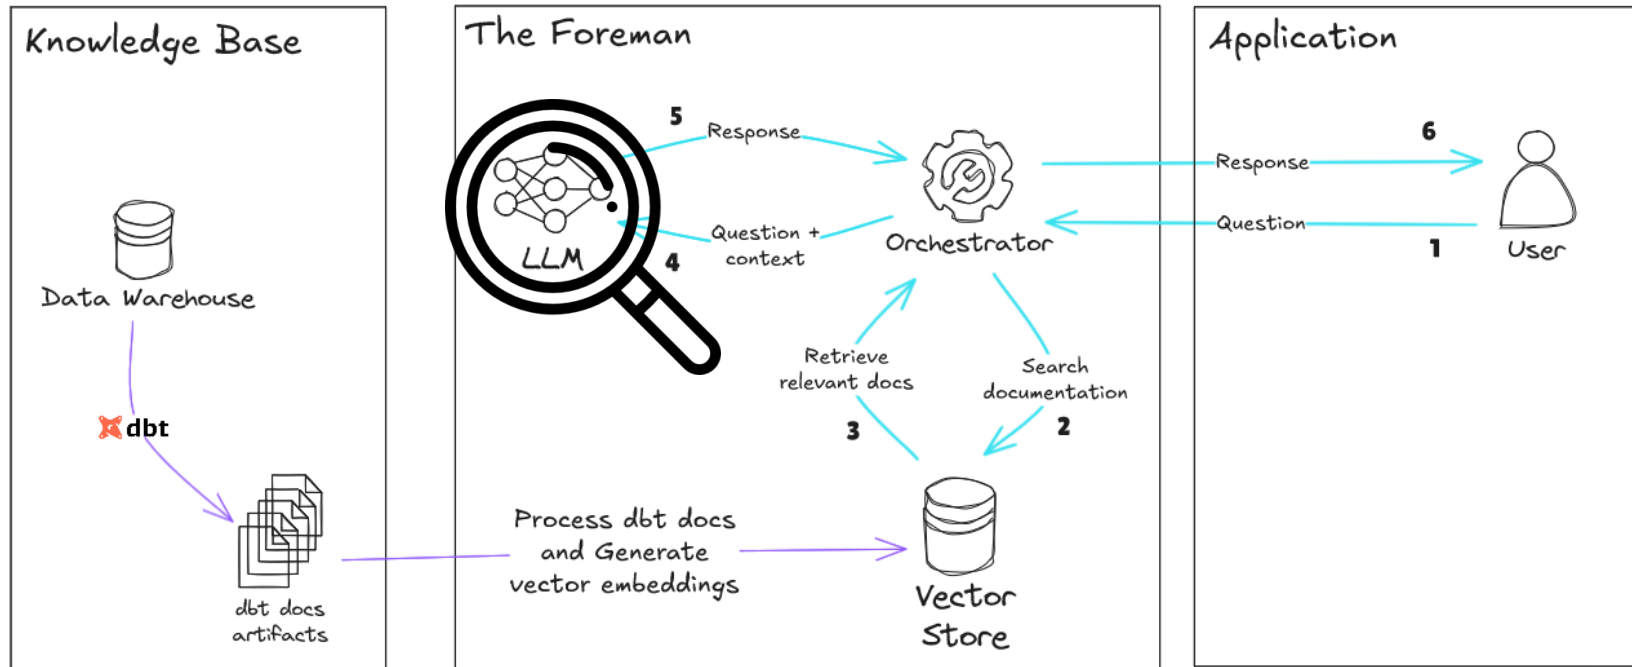 Knowledge Base
Data Warehouse
dbt
dbt docs
artifacts
The Foreman
5
Response
LLM
Question +
context
4
Orchestrator
Retrieve
relevant docs
3
Search
documentation
2
Process dbt docs
and Generate
vector embeddings
Vector
Store
Application
6
Response
Question
1
User